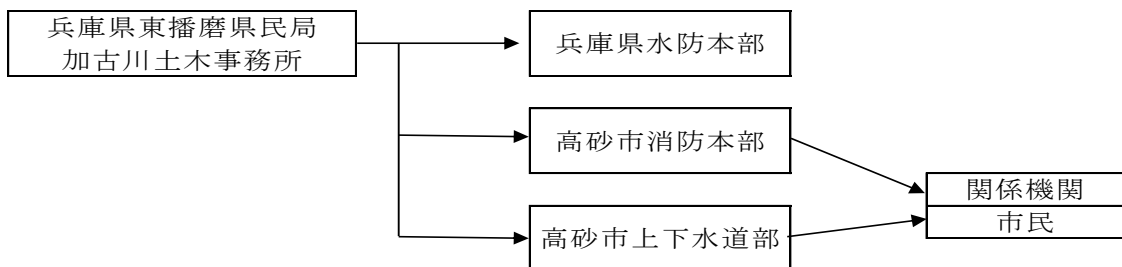 兵庫県東播磨県民局
加古川土木事務所
兵庫県水防本部
高砂市消防本部
関係機関
市民
高砂市上下水道部